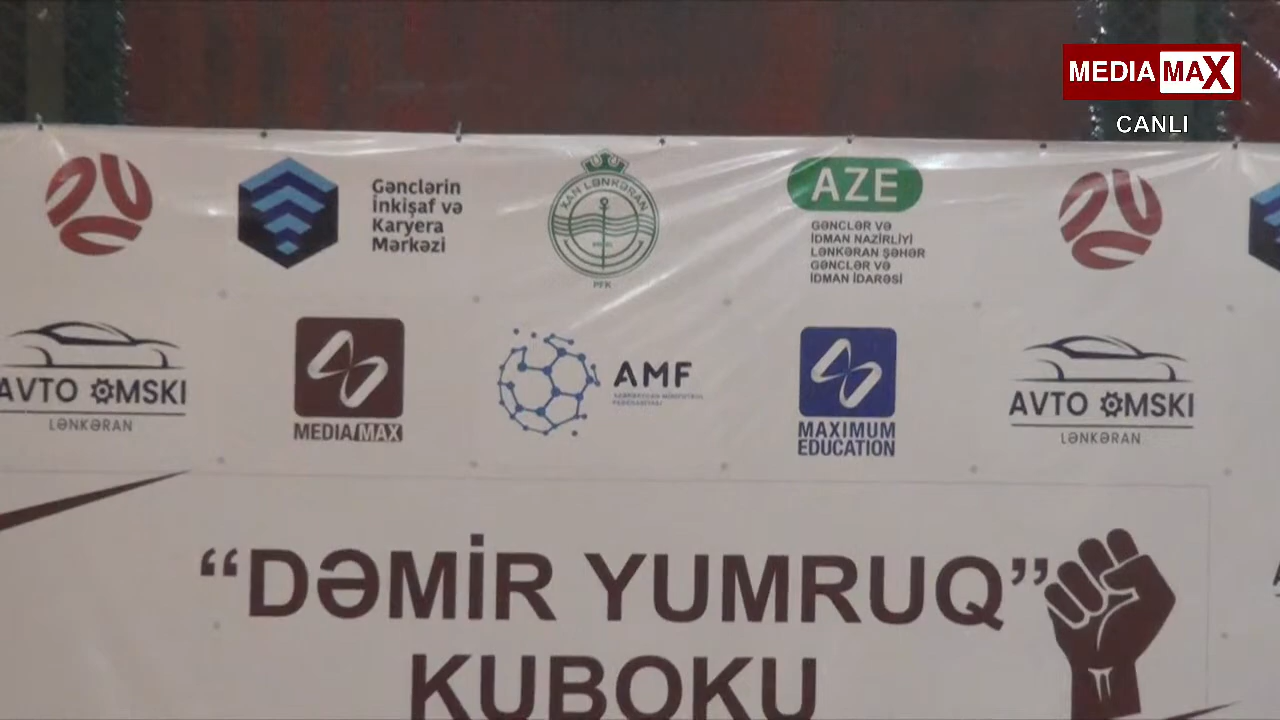 MEDIA MAX
CANLI
Gənclərin
İnkişaf və
Karyera
Mərkəzi
XAN LƏNKƏRAN
PFK
AZE
GƏNCLƏR VƏ
İDMAN NAZİRLİYİ
LƏNKƏRAN ŞƏHƏR
GƏNCLƏR VƏ
İDMAN İDARƏSİ
AVTO OMSKI
LƏNKƏRAN
MEDIAMAX
AMF
MAXIMUM
EDUCATION
AVTO OMSKI
LƏNKƏRAN
“DƏMİR YUMRUQ”
KUBOKU